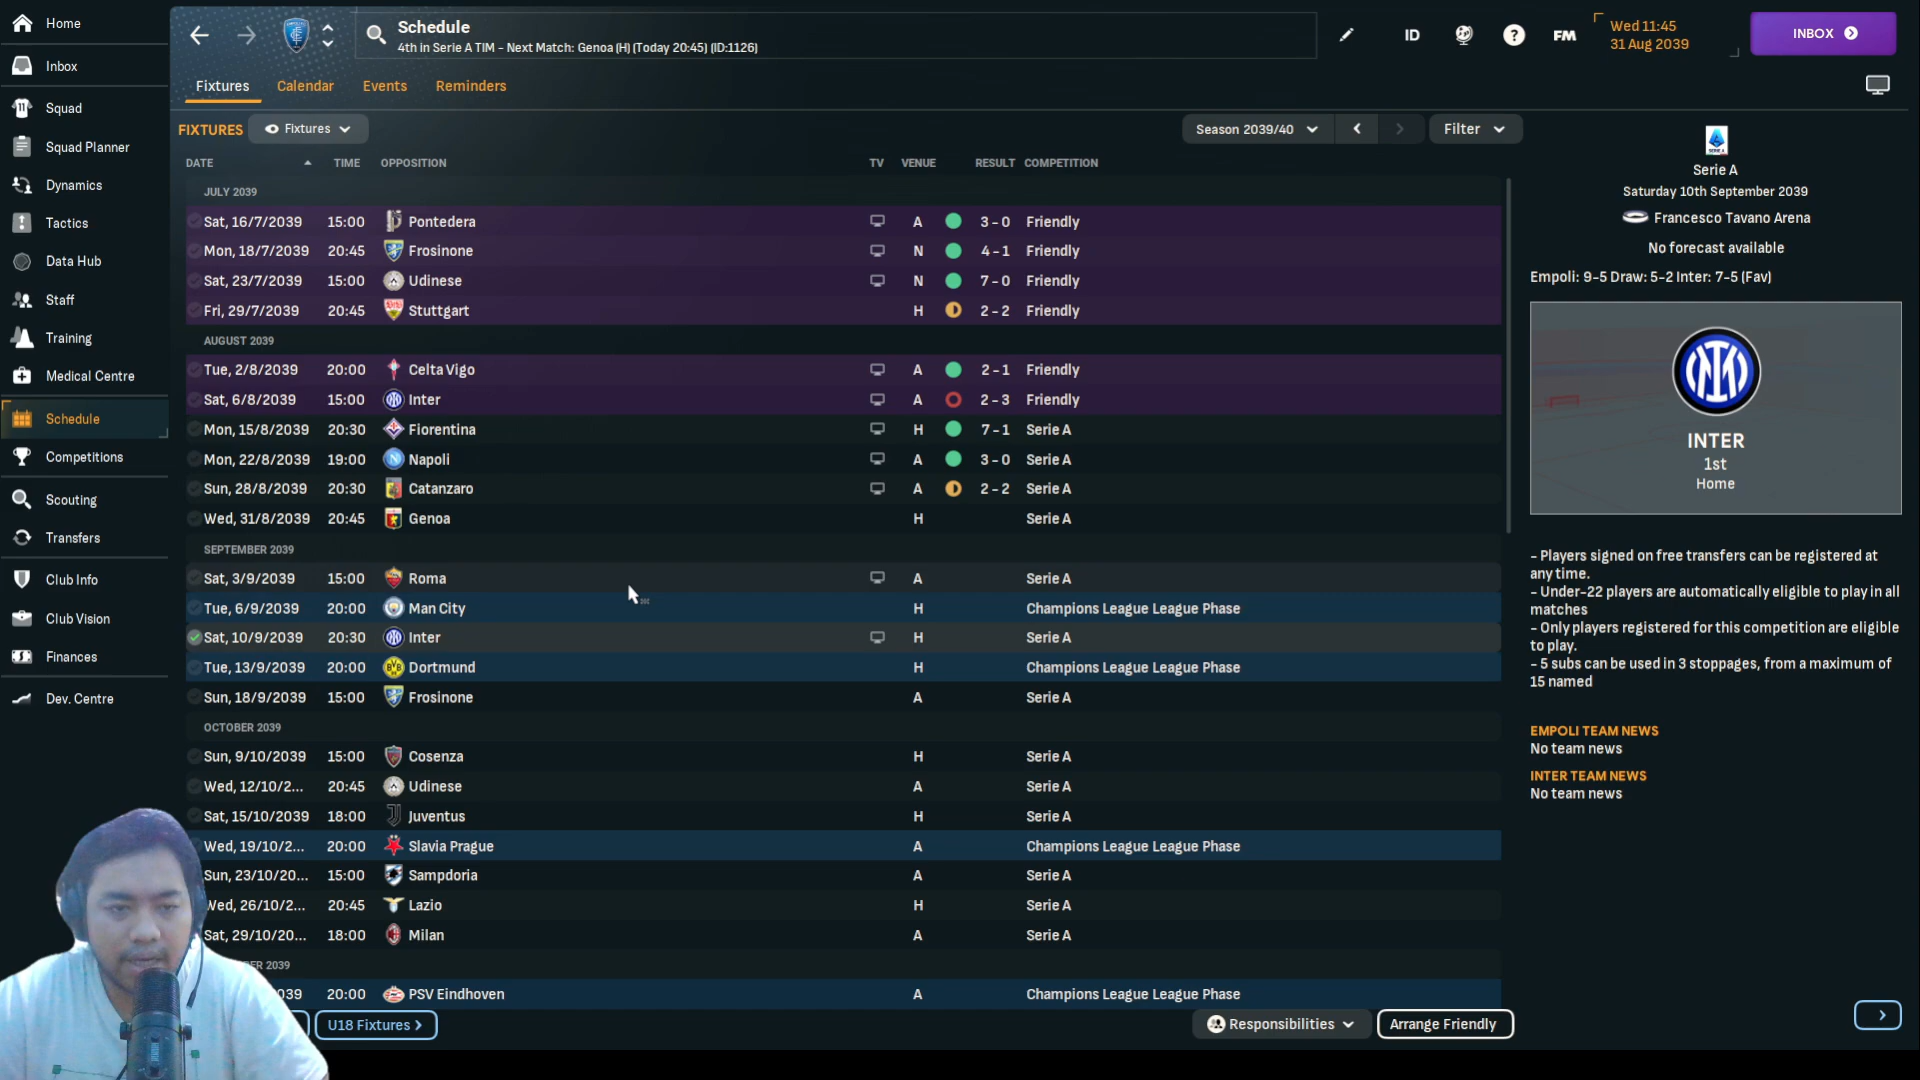 Home
Inbox
Squad
Squad Planner
Dynamics
Tactics
Data Hub
Staff
Training
Medical Centre
Schedule
Competitions
Scouting
Transfers
Club Info
Club Vision
Finances
Dev. Centre
Schedule
4th in Serie A TIM - Next Match: Genoa (H) (Today 20:45) (ID:1126)
ID
?
FM
Wed 11:45
31 Aug 2039
INBOX
Fixtures Calendar Events Reminders
FIXTURES Fixtures
Season 2039/40
Filter
DATE TIME OPPOSITION TV VENUE RESULT COMPETITION
JULY 2039
Sat, 16/7/2039 15:00 Pontedera A 3 - 0 Friendly
Mon, 18/7/2039 20:45 Frosinone N 4 - 1 Friendly
Sat, 23/7/2039 15:00 Udinese N 7 - 0 Friendly
Fri, 29/7/2039 20:45 Stuttgart H 2 - 2 Friendly
AUGUST 2039
Tue, 2/8/2039 20:00 Celta Vigo A 2 - 1 Friendly
Sat, 6/8/2039 15:00 Inter A 2 - 3 Friendly
Mon, 15/8/2039 20:30 Fiorentina H 7 - 1 Serie A
Mon, 22/8/2039 19:00 Napoli A 3 - 0 Serie A
Sun, 28/8/2039 20:30 Catanzaro A 2 - 2 Serie A
Wed, 31/8/2039 20:45 Genoa H Serie A
SEPTEMBER 2039
Sat, 3/9/2039 15:00 Roma A Serie A
Tue, 6/9/2039 20:00 Man City H Champions League League Phase
Sat, 10/9/2039 20:30 Inter H Serie A
Tue, 13/9/2039 20:00 Dortmund H Champions League League Phase
Sun, 18/9/2039 15:00 Frosinone A Serie A
OCTOBER 2039
Sun, 9/10/2039 15:00 Cosenza H Serie A
Wed, 12/10/2... 20:45 Udinese A Serie A
Sat, 15/10/2039 18:00 Juventus H Serie A
Wed, 19/10/2... 20:00 Slavia Prague A Champions League League Phase
Sun, 23/10/20... 15:00 Sampdoria A Serie A
Wed, 26/10/2... 20:45 Lazio H Serie A
Sat, 29/10/20... 18:00 Milan A Serie A
BER 2039
039 20:00 PSV Eindhoven A Champions League League Phase
U18 Fixtures >
Responsibilities
Arrange Friendly
Serie A
Saturday 10th September 2039
Francesco Tavano Arena
No forecast available
Empoli: 9-5 Draw: 5-2 Inter: 7-5 (Fav)
INTER
1st
Home
- Players signed on free transfers can be registered at
any time.
- Under-22 players are automatically eligible to play in all
matches
- Only players registered for this competition are eligible
to play.
- 5 subs can be used in 3 stoppages, from a maximum of
15 named
EMPOLI TEAM NEWS
No team news
INTER TEAM NEWS
No team news